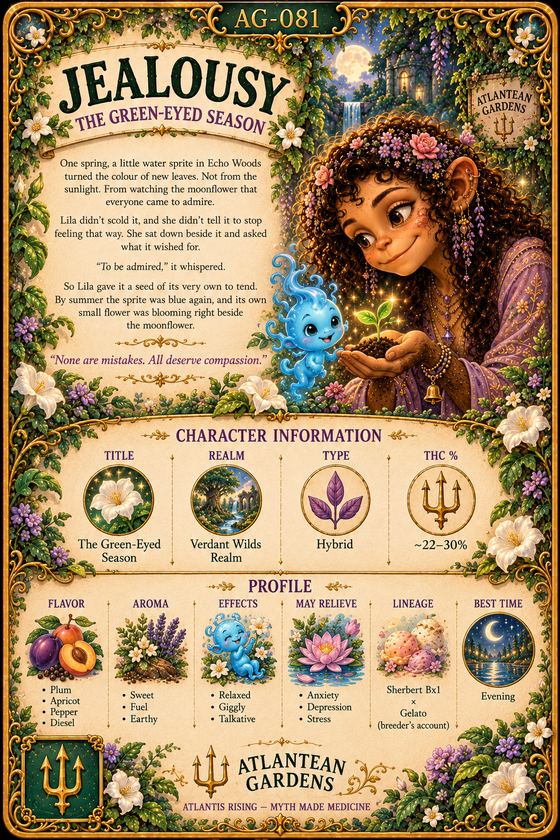 AG-081
JEALOUSY
THE GREEN-EYED SEASON
ATLANTEAN
GARDENS
One spring, a little water sprite in Echo Woods
turned the colour of new leaves. Not from the
sunlight. From watching the moonflower that
everyone came to admire.
Lila didn't scold it, and she didn't tell it to stop
feeling that way. She sat down beside it and asked
what it wished for.
"To be admired," it whispered.
So Lila gave it a seed of its very own to tend.
By summer the sprite was blue again, and its own
small flower was blooming right beside
the moonflower.
"None are mistakes. All deserve compassion."
CHARACTER INFORMATION
TITLE
The Green-Eyed
Season
REALM
Verdant Wilds
Realm
TYPE
Hybrid
THC %
~22–30%
PROFILE
FLAVOR
• Plum
• Apricot
• Pepper
• Diesel
AROMA
• Sweet
• Fuel
• Earthy
EFFECTS
• Relaxed
• Giggly
• Talkative
MAY RELIEVE
• Anxiety
• Depression
• Stress
LINEAGE
Sherbert Bx1
×
Gelato
(breeder's account)
BEST TIME
Evening
ATLANTEAN
GARDENS
ATLANTIS RISING — MYTH MADE MEDICINE